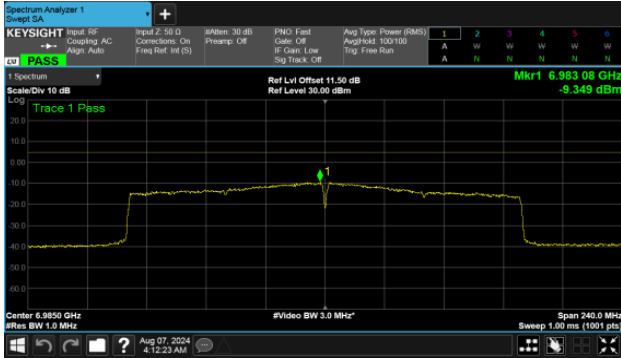 Spectrum Analyzer 1
Swept SA
KEYSIGHT
Input: RF
Coupling: AC
Align: Auto
Input Z: 50 Ω
Corrections: On
Freq Ref: Int (S)
#Atten: 30 dB
Preamp: Off
PNO: Fast
Gate: Off
IF Gain: Low
Sig Track: Off
Avg Type: Power (RMS)
Avg|Hold: 100/100
Trig: Free Run
1 2 3 4 5 6
A W W W W W
A N N N N N
LXI PASS
1 Spectrum
Scale/Div 10 dB
Ref Lvl Offset 11.50 dB
Ref Level 30.00 dBm
Mkr1 6.983 08 GHz
-9.349 dBm
Log
Trace 1 Pass
20.0
10.0
0.00
-10.0
-20.0
-30.0
-40.0
-50.0
-60.0
1
Center 6.9850 GHz
#Res BW 1.0 MHz
#Video BW 3.0 MHz*
Span 240.0 MHz
Sweep 1.00 ms (1001 pts)
?
Aug 07, 2024
4:12:23 AM